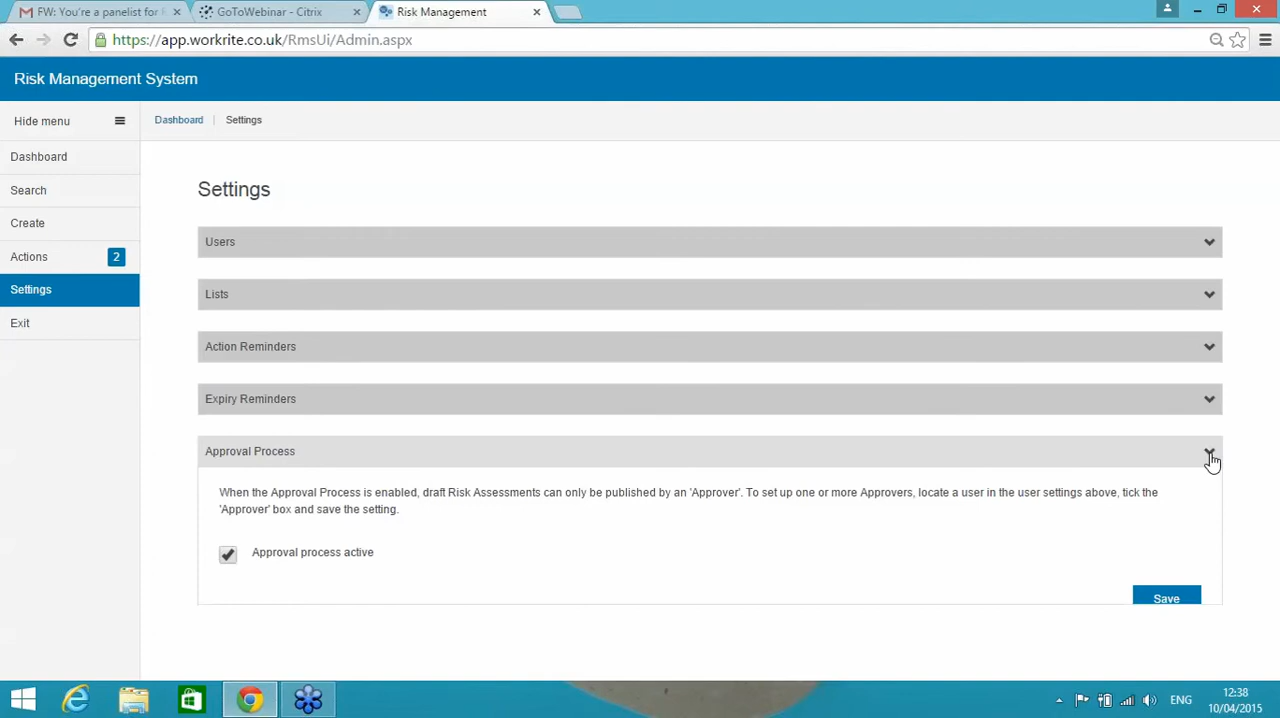 FW: You're a panelist for
GoToWebinar - Citrix
Risk Management
https://app.workrite.co.uk/RmsUi/Admin.aspx
Risk Management System
Hide menu
Dashboard | Settings
Dashboard
Search
Create
Actions 2
Settings
Exit
Settings
Users
Lists
Action Reminders
Expiry Reminders
Approval Process
When the Approval Process is enabled, draft Risk Assessments can only be published by an 'Approver'. To set up one or more Approvers, locate a user in the user settings above, tick the
'Approver' box and save the setting.
Approval process active
Save
ENG
12:38
10/04/2015